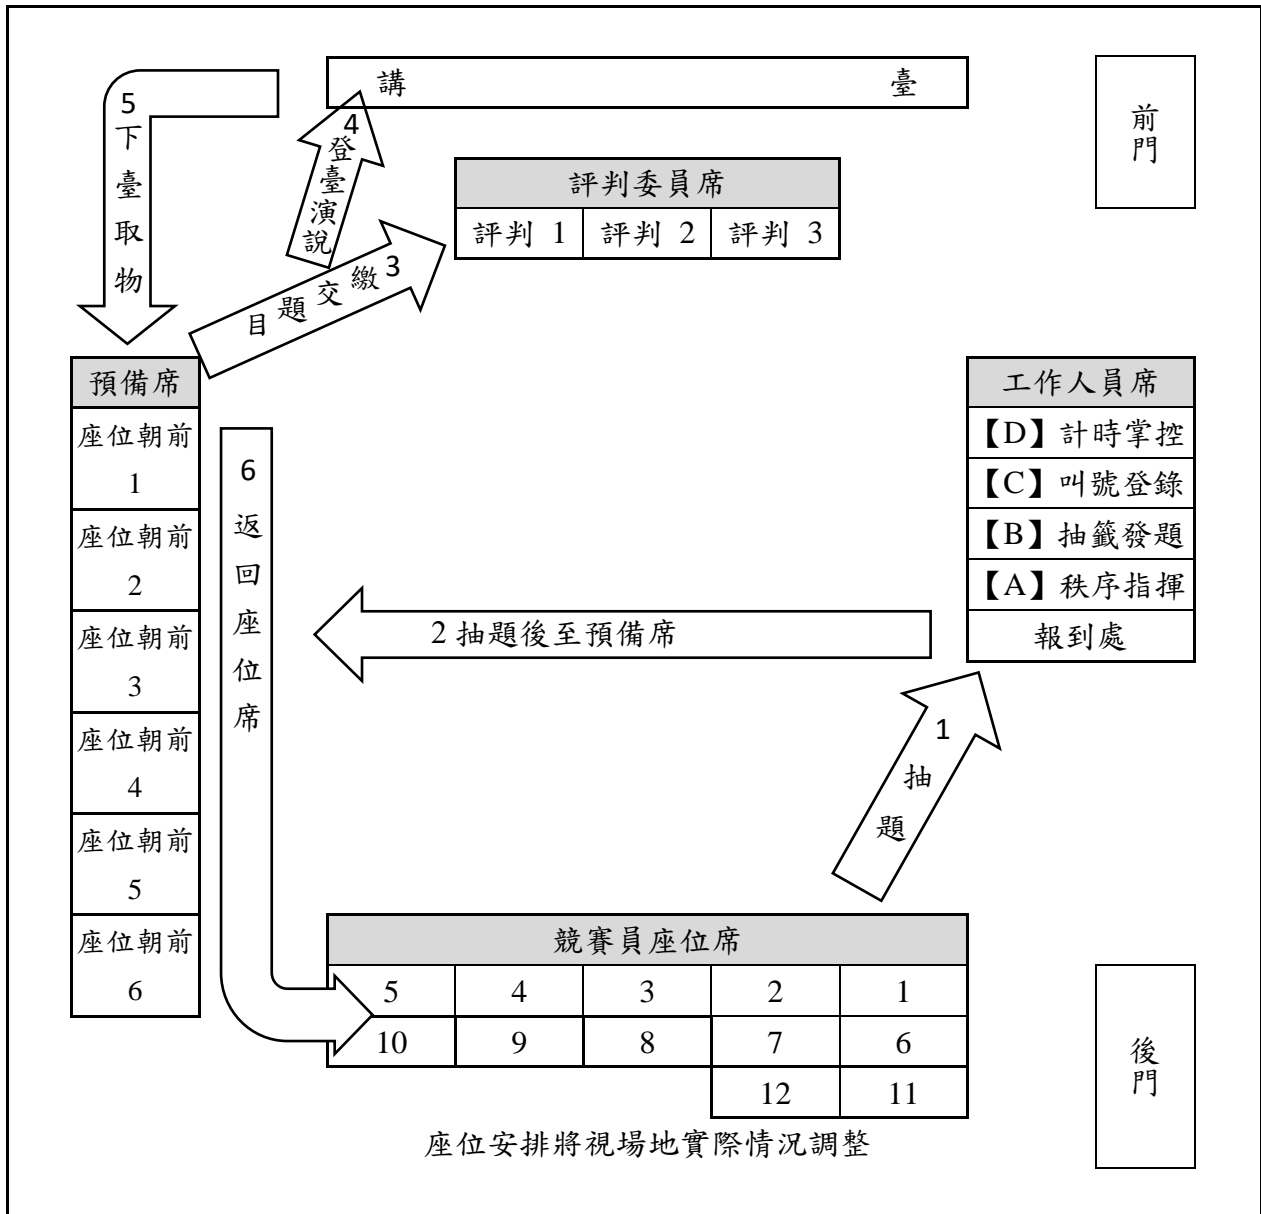 講 臺
前門
5下臺取物
4登臺演說
評判委員席
評判 1 評判 2 評判 3
3繳交題目
預備席
座位朝前
1
座位朝前
2
座位朝前
3
座位朝前
4
座位朝前
5
座位朝前
6
6返回座位席
工作人員席
【D】計時掌控
【C】叫號登錄
【B】抽籤發題
【A】秩序指揮
報到處
2 抽題後至預備席
1抽題
競賽員座位席
5 4 3 2 1
10 9 8 7 6
12 11
後門
座位安排將視場地實際情況調整